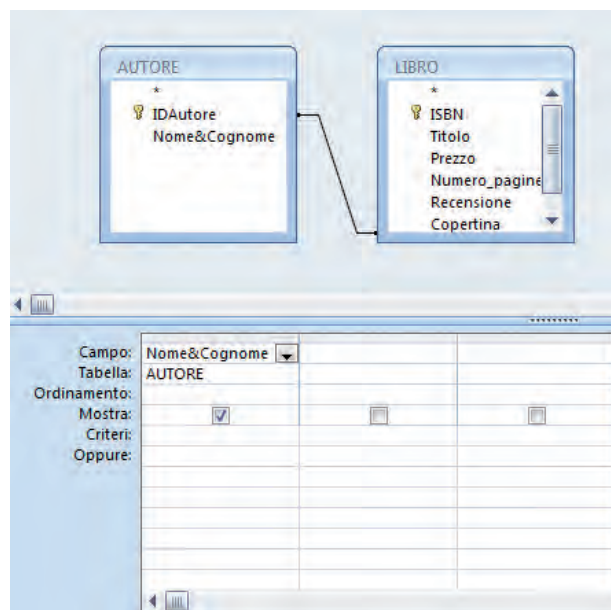 AUTORE
*
IDAutore
Nome&Cognome
LIBRO
*
ISBN
Titolo
Prezzo
Numero_pagine
Recensione
Copertina
Campo: Nome&Cognome
Tabella: AUTORE
Ordinamento:
Mostra:
Criteri:
Oppure: